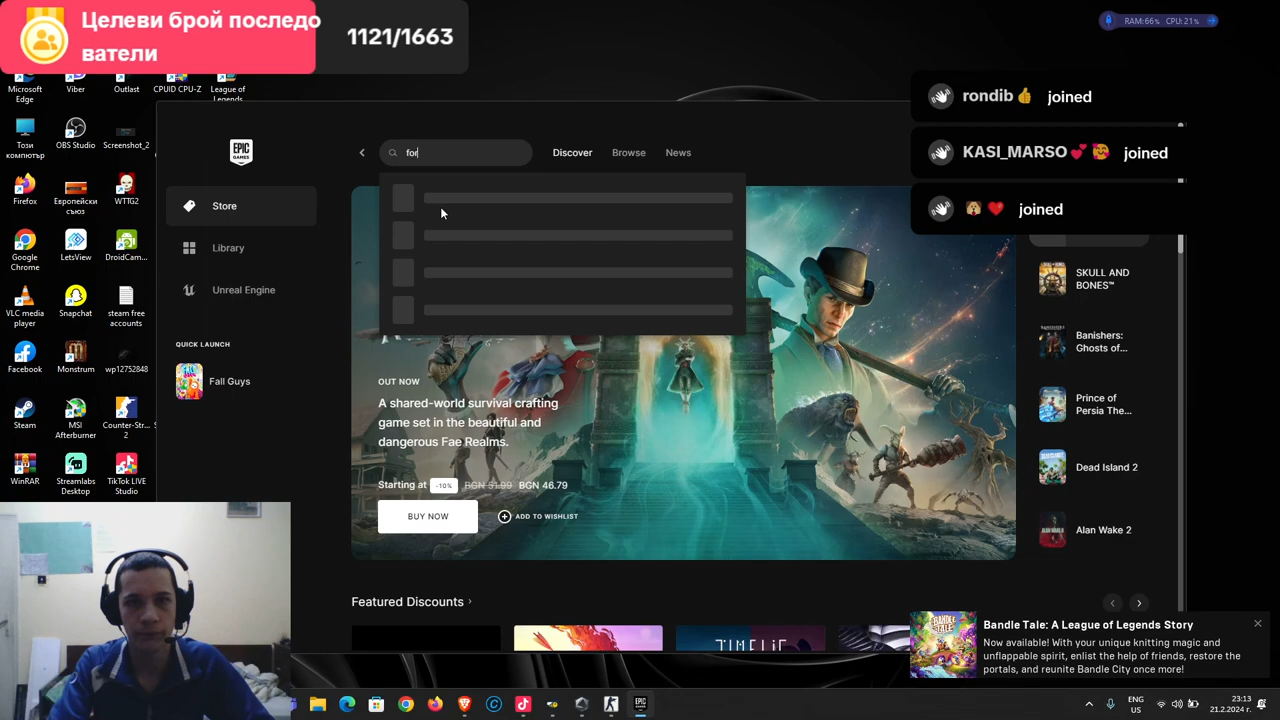 Целеви брой последо
ватели
1121/1663
RAM:66% CPU:21%
rondib👍 joined
KASI_MARSO💕🥰 joined
🐶❤️ joined
Microsoft
Edge
Viber
Outlast
CPUID CPU-Z
League of
Legends
Този
компютър
OBS Studio
Screenshot_2
Firefox
Европейски
съюз
WTTG2
Google
Chrome
LetsView
DroidCam...
VLC media
player
Snapchat
steam free
accounts
Facebook
Monstrum
wp12752848
Steam
MSI
Afterburner
Counter-Str...
2
WinRAR
Streamlabs
Desktop
TikTok LIVE
Studio
EPIC
GAMES
for
Discover
Browse
News
Store
Library
Unreal Engine
QUICK LAUNCH
Fall Guys
OUT NOW
A shared-world survival crafting
game set in the beautiful and
dangerous Fae Realms.
Starting at -10% BGN 51.99 BGN 46.79
BUY NOW
ADD TO WISHLIST
SKULL AND
BONES™
Banishers:
Ghosts of...
Prince of
Persia The...
Dead Island 2
Alan Wake 2
Featured Discounts
TIMELIE
BANDLE
TALE
Bandle Tale: A League of Legends Story
Now available! With your unique knitting magic and
unflappable spirit, enlist the help of friends, restore the
portals, and reunite Bandle City once more!
EPIC
GAMES
ENG
US
23:13
21.2.2024 г.